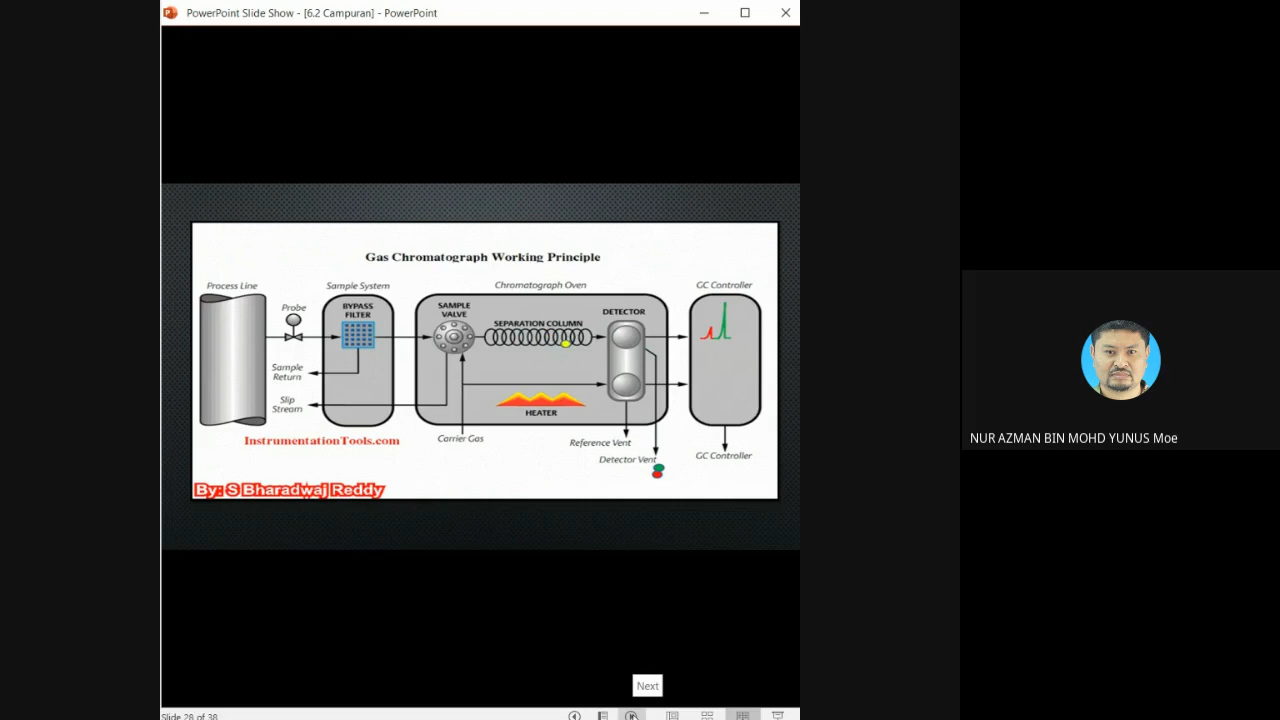 PowerPoint Slide Show - [6.2 Campuran] - PowerPoint
Gas Chromatograph Working Principle
Process Line
Sample System
Chromatograph Oven
GC Controller
Probe
BYPASS
FILTER
SAMPLE
VALVE
SEPARATION COLUMN
DETECTOR
Sample
Return
Slip
Stream
HEATER
InstrumentationTools.com
Carrier Gas
Reference Vent
Detector Vent
GC Controller
By: S Bharadwaj Reddy
NUR AZMAN BIN MOHD YUNUS Moe
Next
Slide 28 of 38